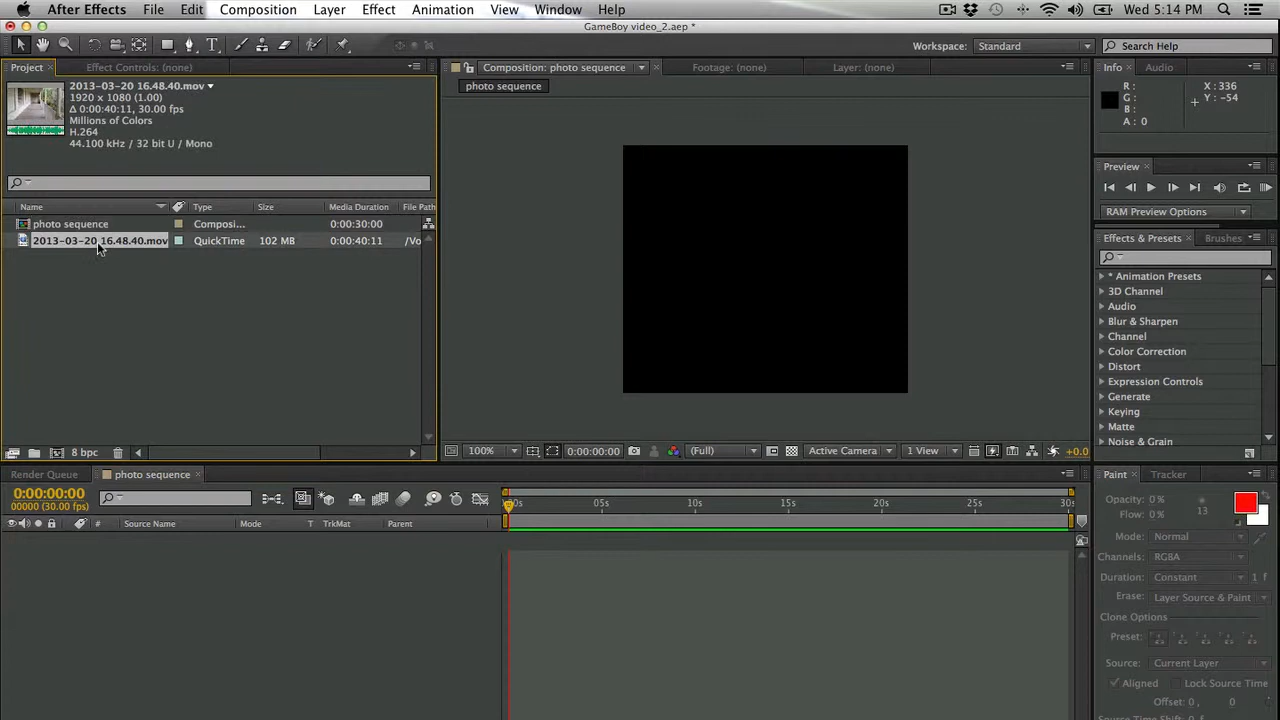 After Effects File Edit Composition Layer Effect Animation View Window Help Wed 5:14 PM
GameBoy video_2.aep *
Workspace: Standard Search Help
Project Effect Controls: (none) Composition: photo sequence Footage: (none) Layer: (none) Info Audio
2013-03-20 16.48.40.mov
1920 x 1080 (1.00)
Δ 0:00:40:11, 30.00 fps
Millions of Colors
H.264
44.100 kHz / 32 bit U / Mono
photo sequence
R : X : 336
G : Y : -54
B :
A : 0
Preview
RAM Preview Options
Name Type Size Media Duration File Path
photo sequence Composi... 0:00:30:00
2013-03-20 16.48.40.mov QuickTime 102 MB 0:00:40:11 /Vo
Effects & Presets Brushes
* Animation Presets
3D Channel
Audio
Blur & Sharpen
Channel
Color Correction
Distort
Expression Controls
Generate
Keying
Matte
Noise & Grain
8 bpc 100% 0:00:00:00 (Full) Active Camera 1 View +0.0
Render Queue photo sequence
0:00:00:00
00000 (30.00 fps)
Source Name Mode T TrkMat Parent
00s 05s 10s 15s 20s 25s 30s
Paint Tracker
Opacity: 0 %
Flow: 0 % 13
Mode: Normal
Channels: RGBA
Duration: Constant 1 f
Erase: Layer Source & Paint
Clone Options
Preset:
Source: Current Layer
Aligned Lock Source Time
Offset: 0 , 0
Source Time Shift: 0 f